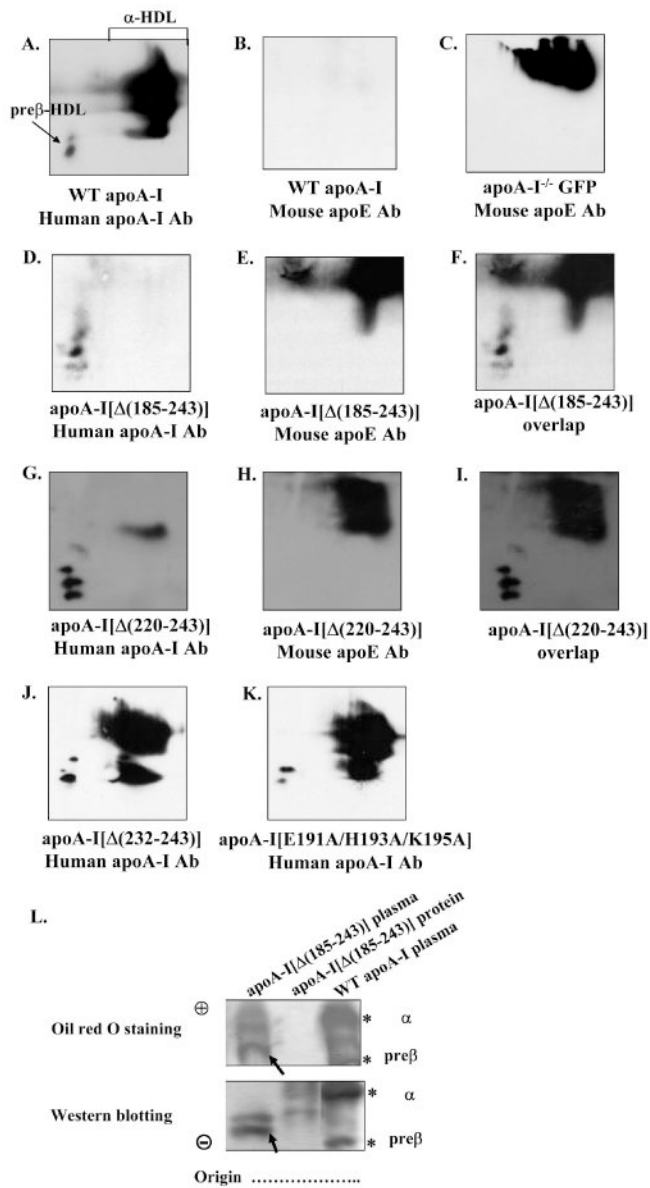 α-HDL
A.
B.
C.
preβ-HDL
WT apoA-I
Human apoA-I Ab
WT apoA-I
Mouse apoE Ab
apoA-I-/- GFP
Mouse apoE Ab
D.
E.
F.
apoA-I[Δ(185-243)]
Human apoA-I Ab
apoA-I[Δ(185-243)]
Mouse apoE Ab
apoA-I[Δ(185-243)]
overlap
G.
H.
I.
apoA-I[Δ(220-243)]
Human apoA-I Ab
apoA-I[Δ(220-243)]
Mouse apoE Ab
apoA-I[Δ(220-243)]
overlap
J.
K.
apoA-I[Δ(232-243)]
Human apoA-I Ab
apoA-I[E191A/H193A/K195A]
Human apoA-I Ab
L.
apoA-I[Δ(185-243)] plasma
apoA-I[Δ(185-243)] protein
WT apoA-I plasma
⊕
Oil red O staining
* α
* preβ
Western blotting
* α
* preβ
⊖
Origin ....................